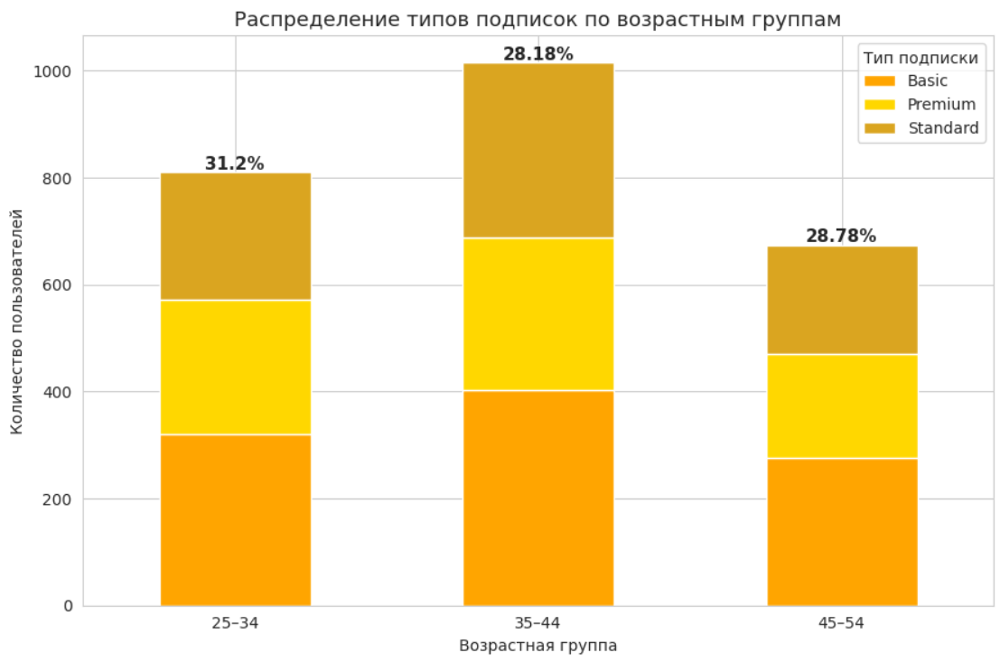 Распределение типов подписок по возрастным группам
Количество пользователей
1000
800
600
400
200
0
31.2%
28.18%
28.78%
Тип подписки
Basic
Premium
Standard
25–34
35–44
45–54
Возрастная группа